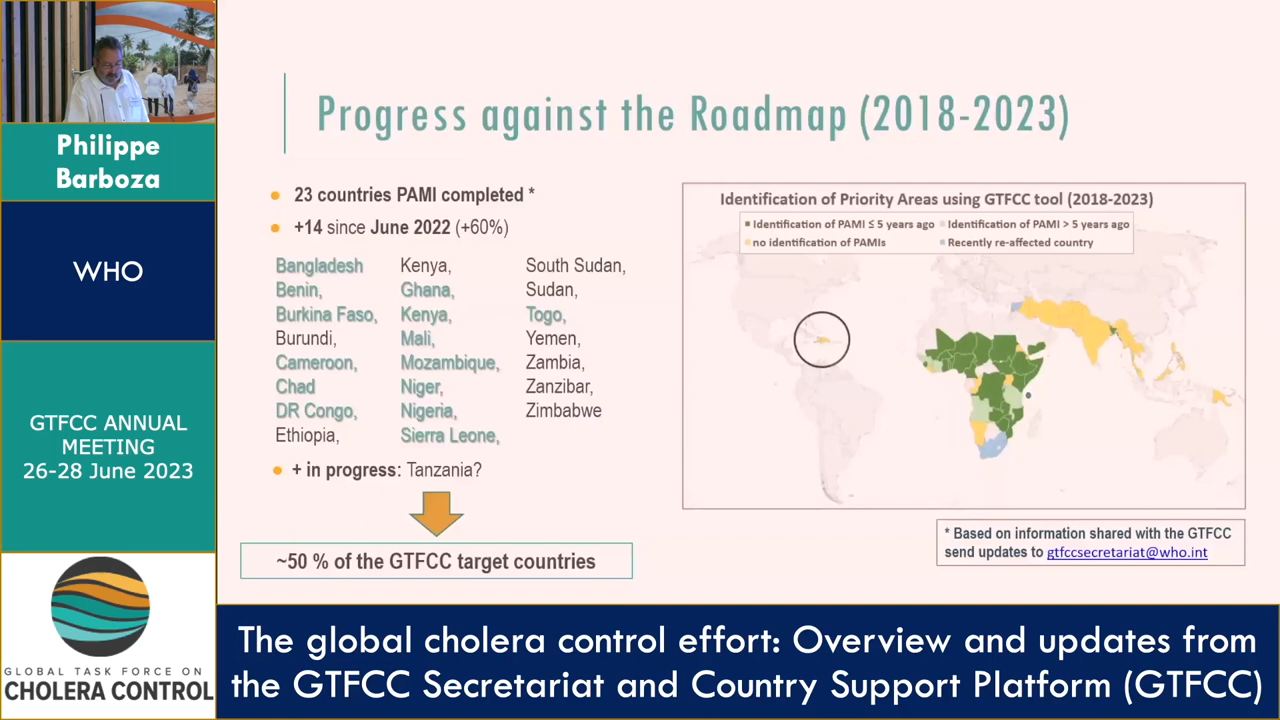 Philippe
Barboza
WHO
GTFCC ANNUAL
MEETING
26-28 June 2023
GLOBAL TASK FORCE ON
CHOLERA CONTROL
Progress against the Roadmap (2018-2023)
23 countries PAMI completed *
+14 since June 2022 (+60%)
Bangladesh
Benin,
Burkina Faso,
Burundi,
Cameroon,
Chad
DR Congo,
Ethiopia,
Kenya,
Ghana,
Kenya,
Mali,
Mozambique,
Niger,
Nigeria,
Sierra Leone,
South Sudan,
Sudan,
Togo,
Yemen,
Zambia,
Zanzibar,
Zimbabwe
+ in progress: Tanzania?
~50 % of the GTFCC target countries
Identification of Priority Areas using GTFCC tool (2018-2023)
Identification of PAMI ≤ 5 years ago Identification of PAMI > 5 years ago
no identification of PAMIs Recently re-affected country
* Based on information shared with the GTFCC
send updates to gtfccsecretariat@who.int
The global cholera control effort: Overview and updates from
the GTFCC Secretariat and Country Support Platform (GTFCC)